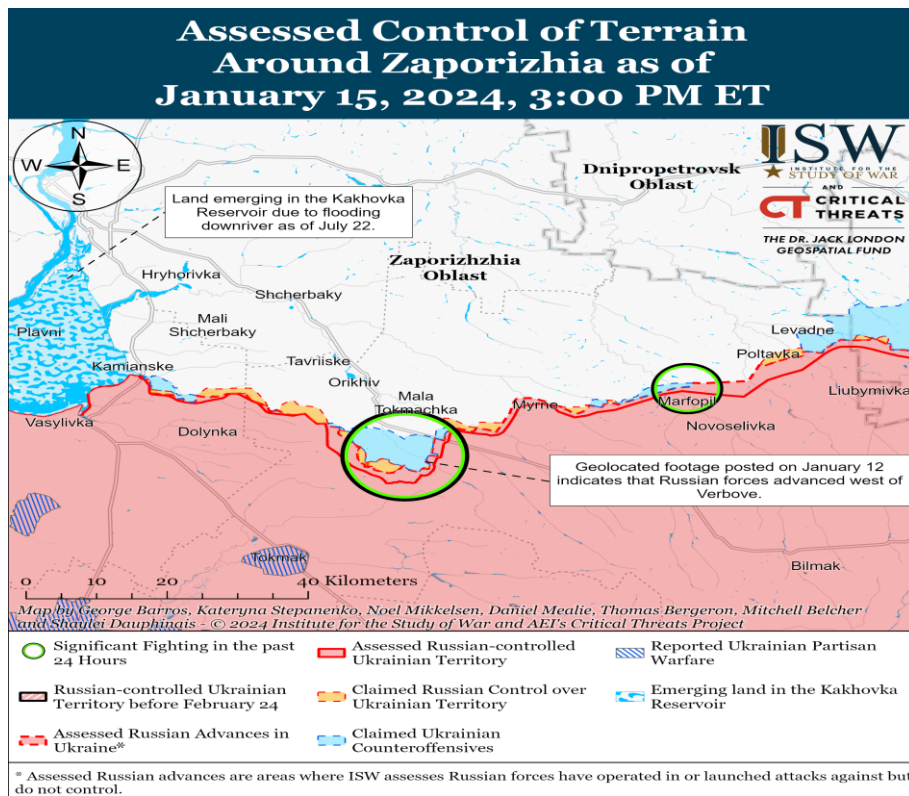 Assessed Control of Terrain
Around Zaporizhia as of
January 15, 2024, 3:00 PM ET
N
W E
S
ISW
INSTITUTE FOR THE
STUDY OF WAR
AND
CT CRITICAL
THREATS
THE DR. JACK LONDON
GEOSPATIAL FUND
Dnipropetrovsk
Oblast
Land emerging in the Kakhovka
Reservoir due to flooding
downriver as of July 22.
Zaporizhzhia
Oblast
Hryhorivka
Shcherbaky
Mali
Shcherbaky
Plavni
Levadne
Poltavka
Kamianske
Tavriiske
Orikhiv
Mala
Tokmachka
Myrne
Marfopil
Liubymivka
Vasylivka
Dolynka
Novoselivka
Geolocated footage posted on January 12
indicates that Russian forces advanced west of
Verbove.
Tokmak
Bilmak
0 10 20 40 Kilometers
Map by George Barros, Kateryna Stepanenko, Noel Mikkelsen, Daniel Mealie, Thomas Bergeron, Mitchell Belcher
and Shaylei Dauphinais - © 2024 Institute for the Study of War and AEI's Critical Threats Project
Significant Fighting in the past
24 Hours
Assessed Russian-controlled
Ukrainian Territory
Reported Ukrainian Partisan
Warfare
Russian-controlled Ukrainian
Territory before February 24
Claimed Russian Control over
Ukrainian Territory
Emerging land in the Kakhovka
Reservoir
Assessed Russian Advances in
Ukraine*
Claimed Ukrainian
Counteroffensives
* Assessed Russian advances are areas where ISW assesses Russian forces have operated in or launched attacks against but
do not control.